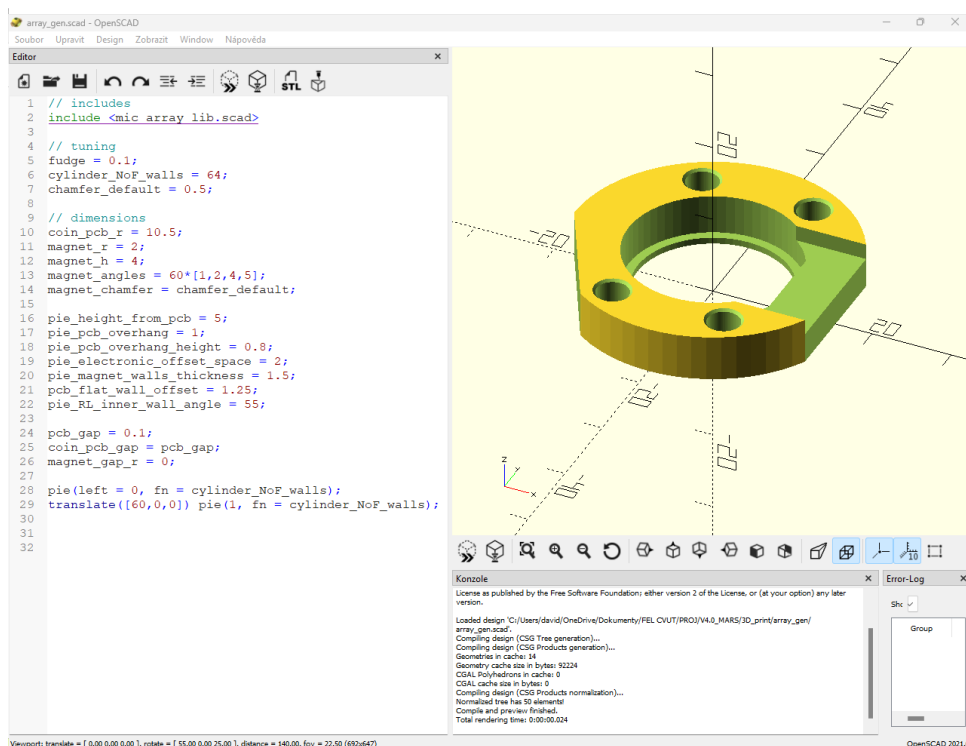 array_gen.scad - OpenSCAD
Soubor Upravit Design Zobrazit Window Nápověda
Editor
STL
1 // includes
2 include <mic_array_lib.scad>
3
4 // tuning
5 fudge = 0.1;
6 cylinder_NoF_walls = 64;
7 chamfer_default = 0.5;
8
9 // dimensions
10 coin_pcb_r = 10.5;
11 magnet_r = 2;
12 magnet_h = 4;
13 magnet_angles = 60*[1,2,4,5];
14 magnet_chamfer = chamfer_default;
15
16 pie_height_from_pcb = 5;
17 pie_pcb_overhang = 1;
18 pie_pcb_overhang_height = 0.8;
19 pie_electronic_offset_space = 2;
20 pie_magnet_walls_thickness = 1.5;
21 pcb_flat_wall_offset = 1.25;
22 pie_RL_inner_wall_angle = 55;
23
24 pcb_gap = 0.1;
25 coin_pcb_gap = pcb_gap;
26 magnet_gap_r = 0;
27
28 pie(left = 0, fn = cylinder_NoF_walls);
29 translate([60,0,0]) pie(1, fn = cylinder_NoF_walls);
30
31
32
20
40
-20
20
-20
-40
z
y
x
10
Konzole
License as published by the Free Software Foundation; either version 2 of the License, or (at your option) any later
version.
Loaded design 'C:/Users/david/OneDrive/Dokumenty/FEL CVUT/PROJ/V4.0_MARS/3D_print/array_gen/
array_gen.scad'.
Compiling design (CSG Tree generation)...
Compiling design (CSG Products generation)...
Geometries in cache: 14
Geometry cache size in bytes: 92224
CGAL Polyhedrons in cache: 0
CGAL cache size in bytes: 0
Compiling design (CSG Products normalization)...
Normalized tree has 50 elements!
Compile and preview finished.
Total rendering time: 0:00:00.024
Error-Log
Group
Viewport: translate = [ 0.00 0.00 0.00 ], rotate = [ 55.00 0.00 25.00 ], distance = 140.00, fov = 22.50 (692x647)
OpenSCAD 2021.